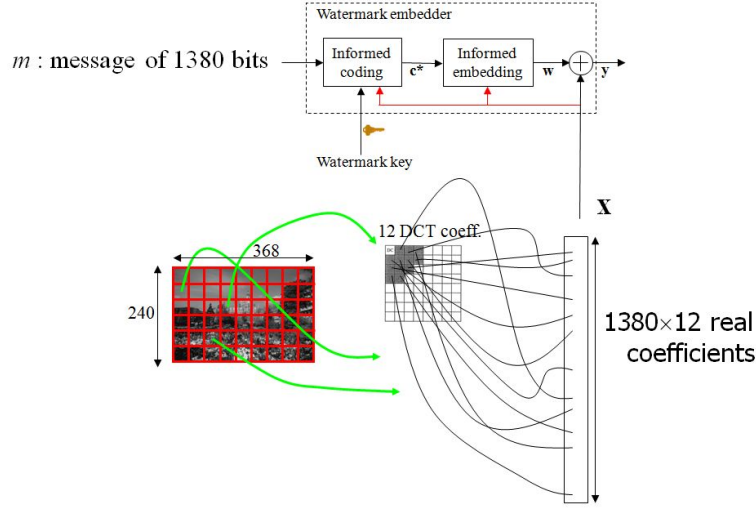 Watermark embedder
m : message of 1380 bits
Informed
coding
c*
Informed
embedding
w
y
Watermark key
X
12 DCT coeff.
DC
368
240
1380×12 real
coefficients